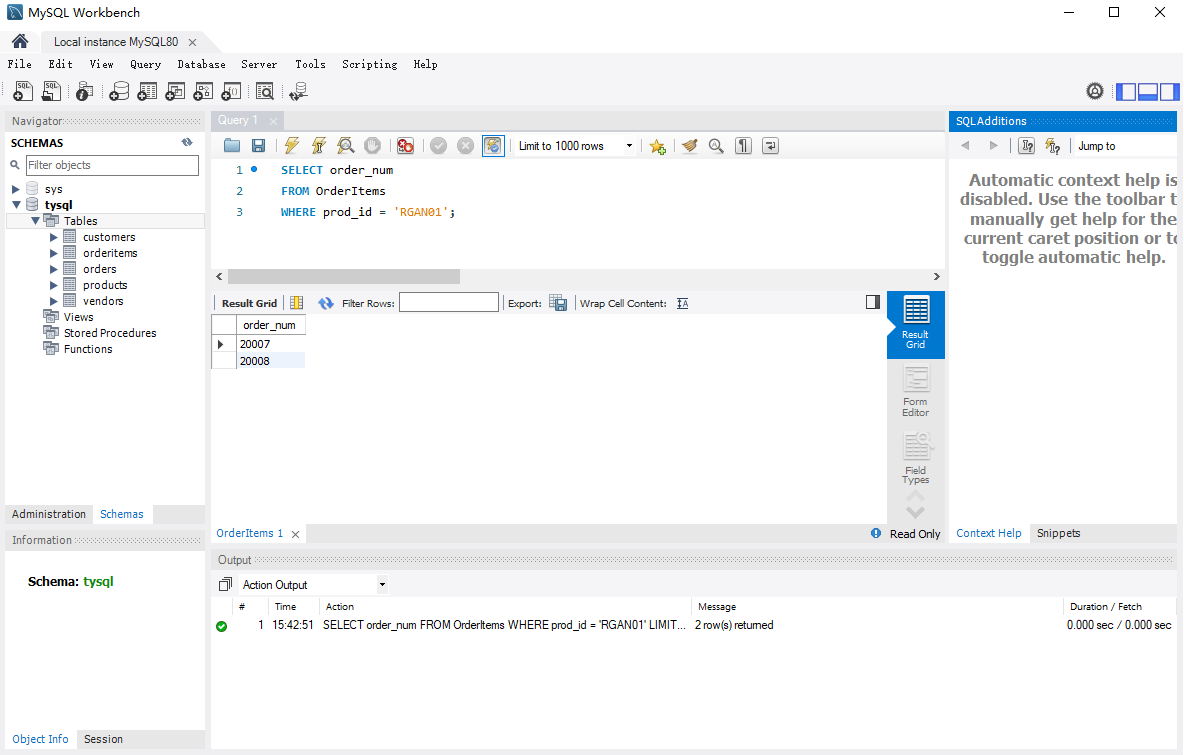 MySQL Workbench
Local instance MySQL80
File Edit View Query Database Server Tools Scripting Help
Navigator
SCHEMAS
Filter objects
sys
tysql
Tables
customers
orderitems
orders
products
vendors
Views
Stored Procedures
Functions
Administration Schemas
Information
Schema: tysql
Object Info Session
Query 1
Limit to 1000 rows
1 SELECT order_num
2 FROM OrderItems
3 WHERE prod_id = 'RGAN01';
Result Grid Filter Rows: Export: Wrap Cell Content:
order_num
20007
20008
Result
Grid
Form
Editor
Field
Types
OrderItems 1 Read Only
SQLAdditions
Jump to
Automatic context help is
disabled. Use the toolbar t
manually get help for the
current caret position or to
toggle automatic help.
Context Help Snippets
Output
Action Output
# Time Action Message Duration / Fetch
1 15:42:51 SELECT order_num FROM OrderItems WHERE prod_id = 'RGAN01' LIMIT... 2 row(s) returned 0.000 sec / 0.000 sec